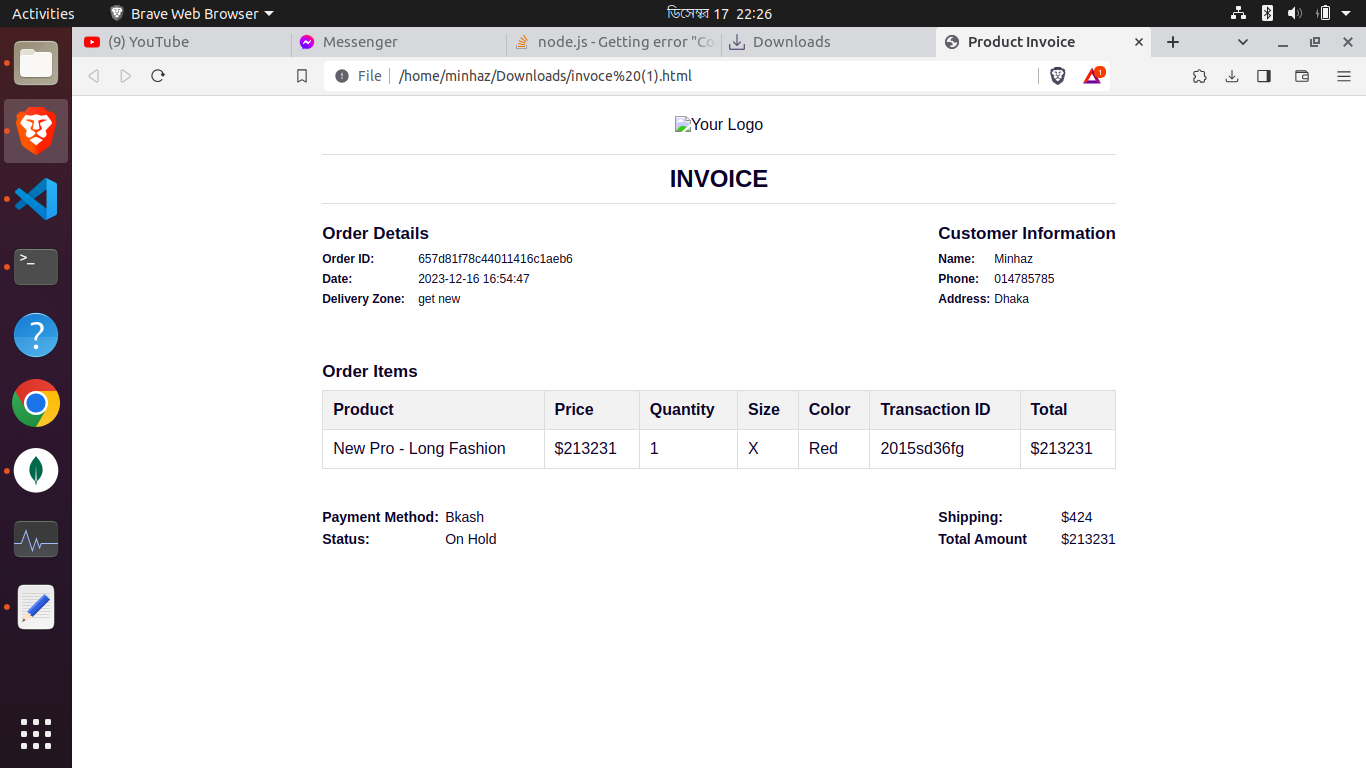 Activities Brave Web Browser ডিসেম্বর 17 22:26
(9) YouTube Messenger node.js - Getting error "Co Downloads Product Invoice
File /home/minhaz/Downloads/invoce%20(1).html 1
Your Logo
INVOICE
Order Details Customer Information
Order ID: 657d81f78c44011416c1aeb6 Name: Minhaz
Date: 2023-12-16 16:54:47 Phone: 014785785
Delivery Zone: get new Address: Dhaka
Order Items
Product Price Quantity Size Color Transaction ID Total
New Pro - Long Fashion $213231 1 X Red 2015sd36fg $213231
Payment Method: Bkash Shipping: $424
Status: On Hold Total Amount $213231